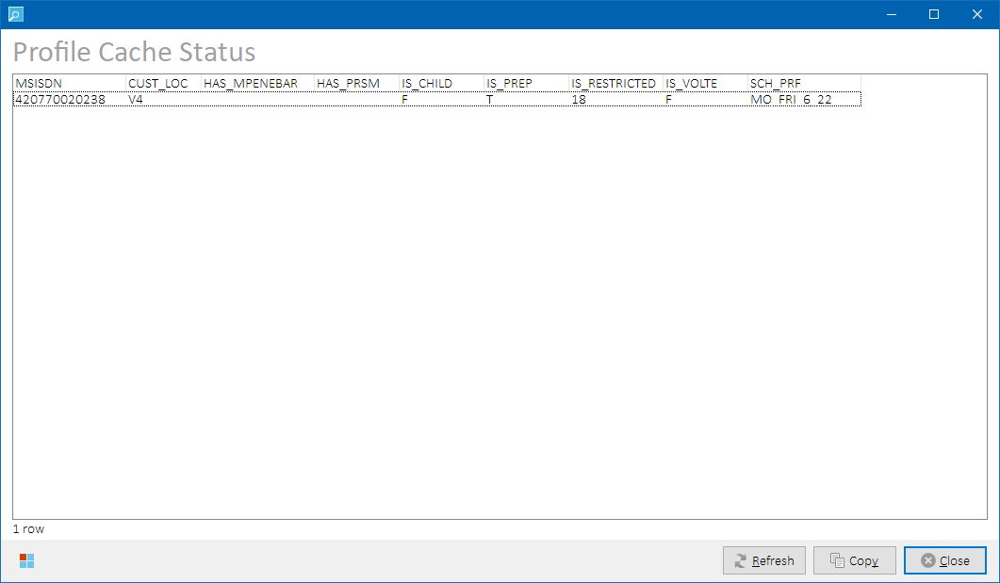 Profile Cache Status
MSISDN CUST_LOC HAS_MPENEBAR HAS_PRSM IS_CHILD IS_PREP IS_RESTRICTED IS_VOLTE SCH_PRF
420770020238 V4 F T 18 F MO_FRI_6_22
1 row
Refresh Copy Close